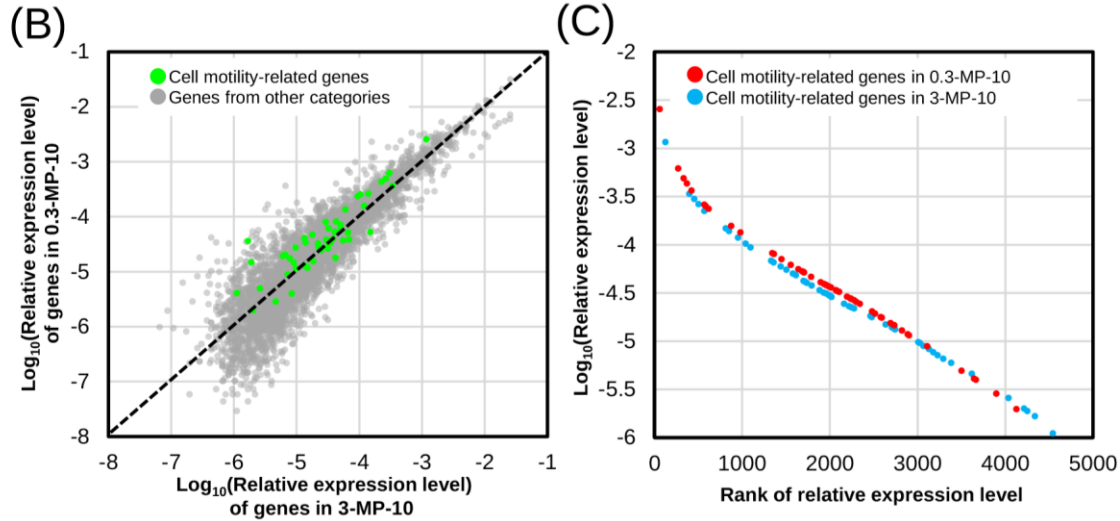 (B)
-1
-2
-3
-4
-5
-6
-7
-8
-8 -7 -6 -5 -4 -3 -2 -1
Cell motility-related genes
Genes from other categories
Log10(Relative expression level)
of genes in 0.3-MP-10
Log10(Relative expression level)
of genes in 3-MP-10
(C)
-2
-2.5
-3
-3.5
-4
-4.5
-5
-5.5
-6
0 1000 2000 3000 4000 5000
Cell motility-related genes in 0.3-MP-10
Cell motility-related genes in 3-MP-10
Log10(Relative expression level)
Rank of relative expression level